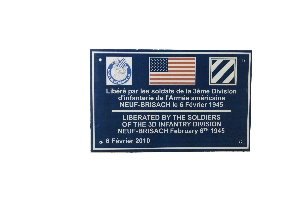 Libéré par les soldats de la 3ème Division
d'infanterie de l'Armée américaine
NEUF-BRISACH le 6 Février 1945
LIBERATED BY THE SOLDIERS
OF THE 3D INFANTRY DIVISION
NEUF-BRISACH February 6th 1945
6 Février 2010